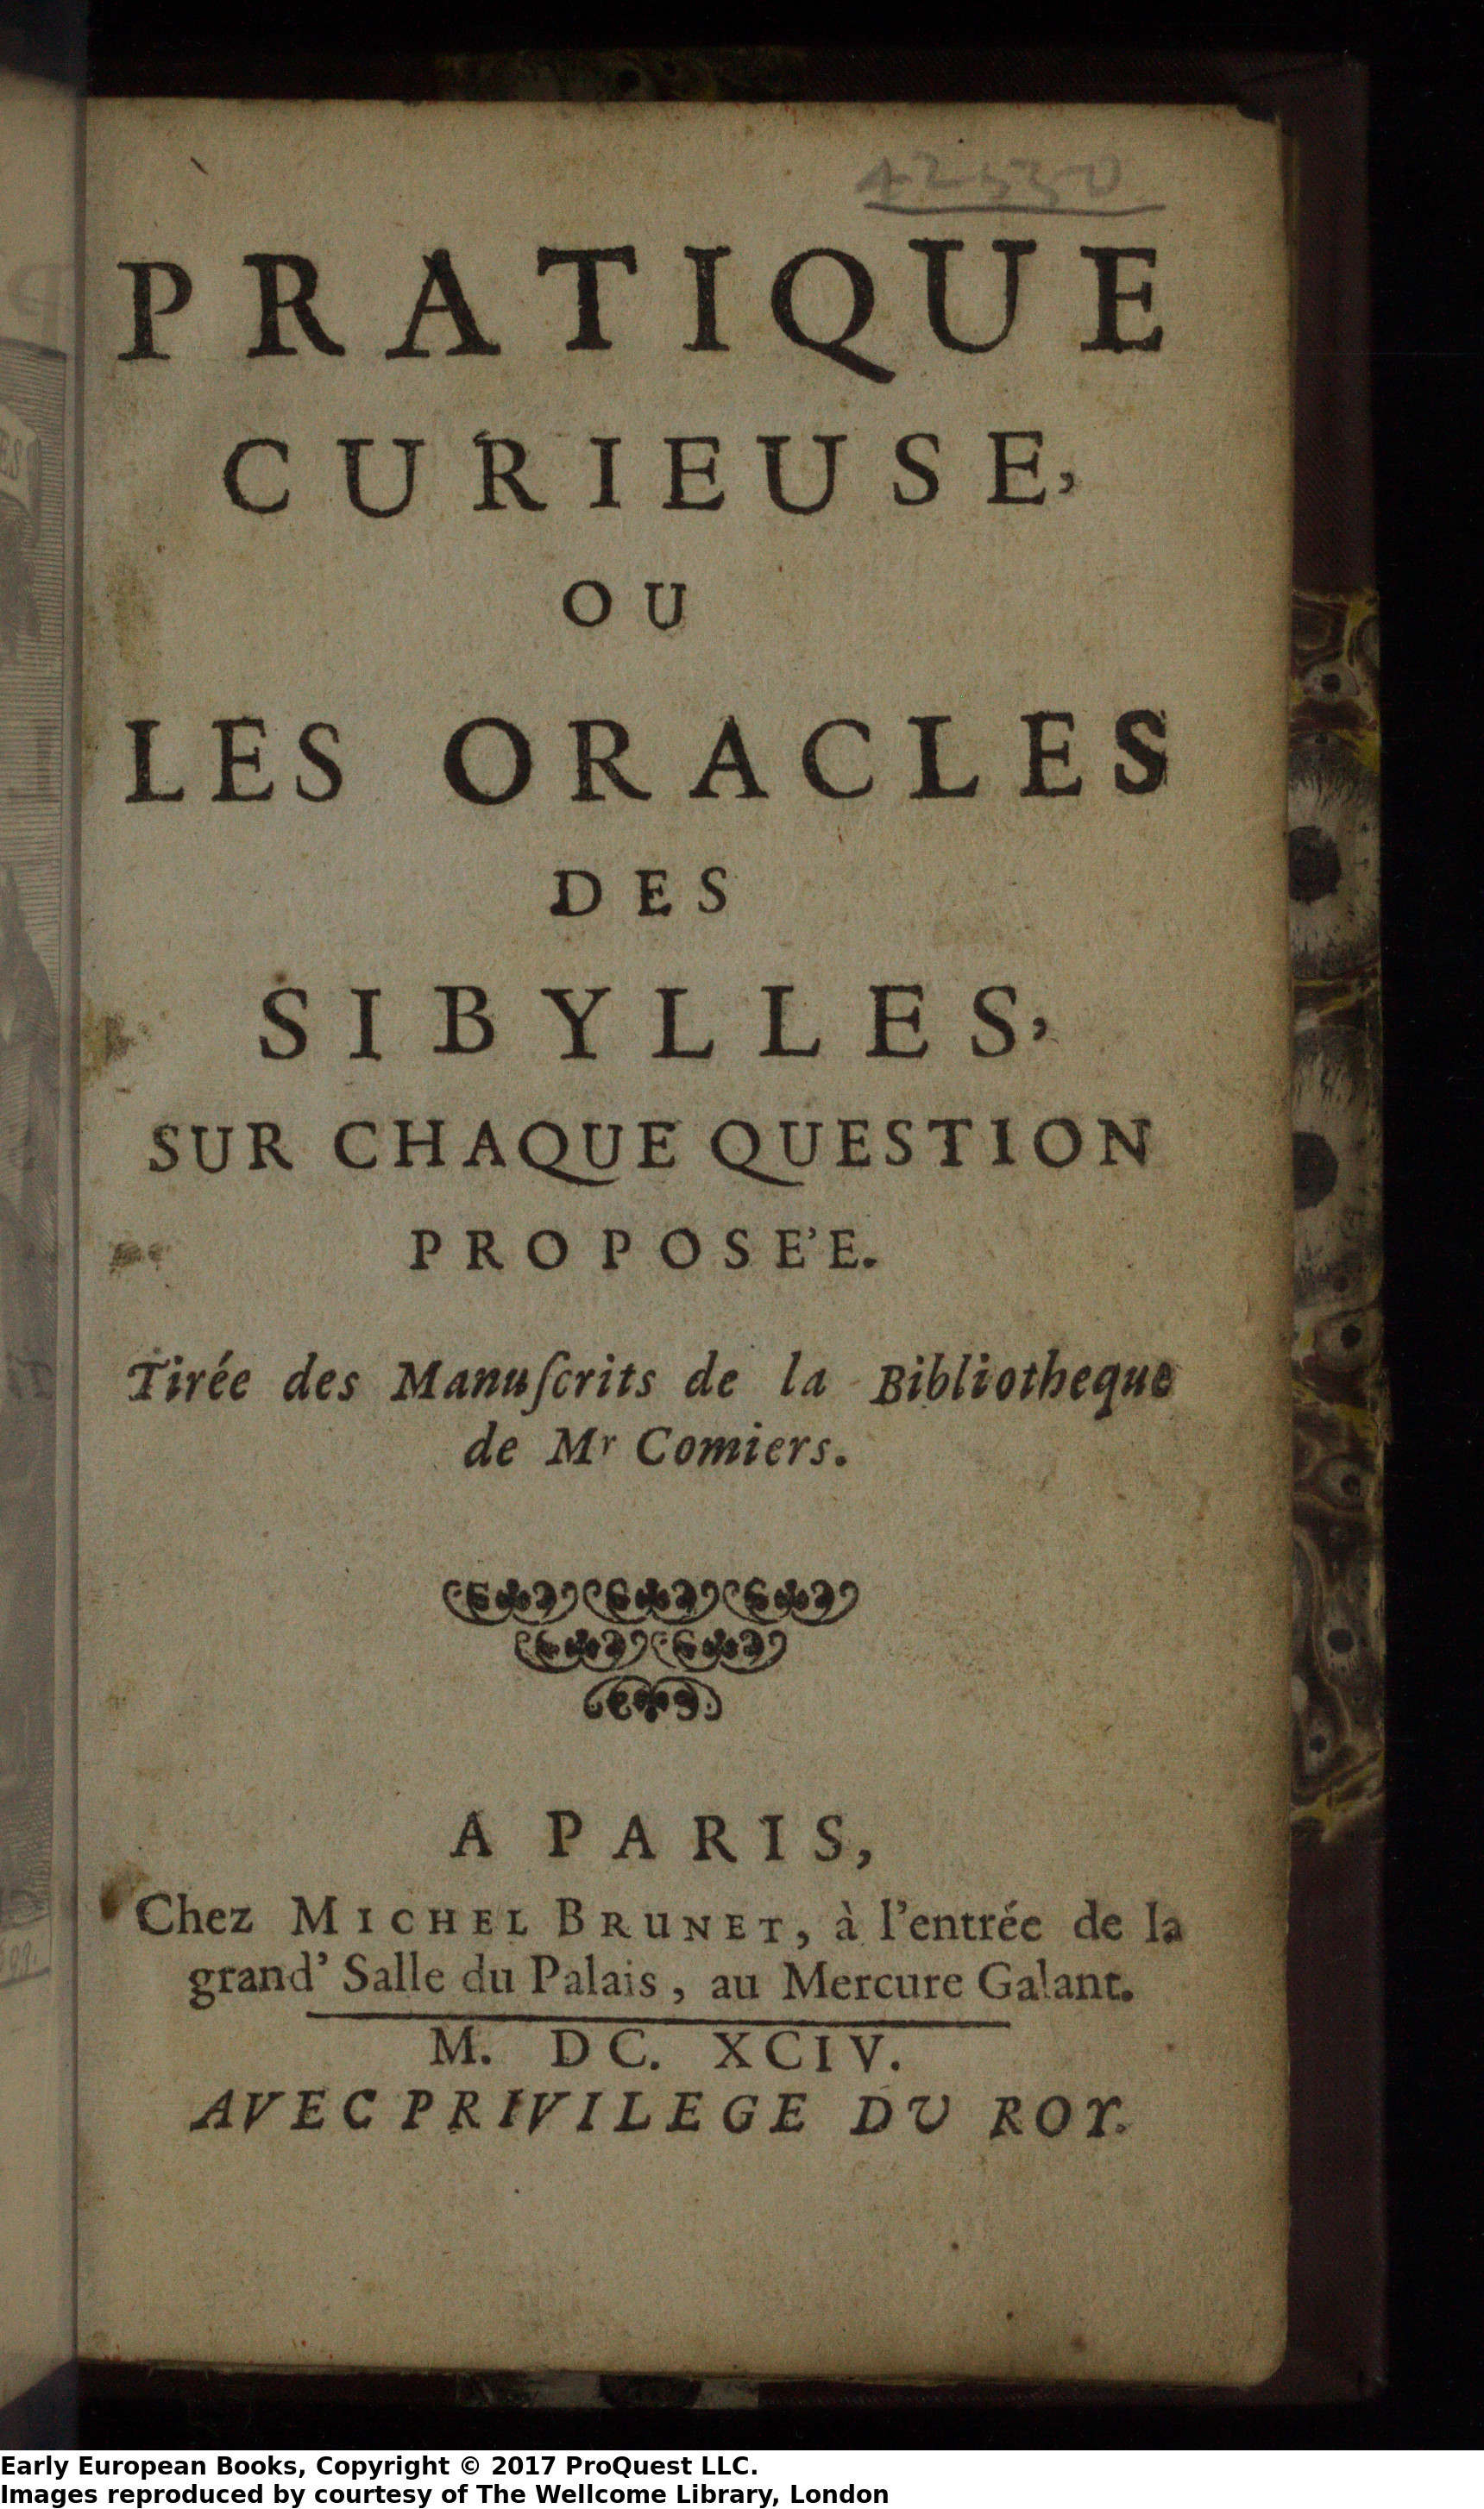 42530
PRATIQUE
CURIEUSE,
OU
LES ORACLES
DES
SIBYLLES,
SUR CHAQUE QUESTION
PROPOSE'E.
Tirée des Manuſcrits de la Bibliotheque
de Mr Comiers.
A PARIS,
Chez MICHEL BRUNET, à l'entrée de la
grand' Salle du Palais, au Mercure Galant.
M. DC. XCIV.
AVEC PRIVILEGE DU ROY.
Early European Books, Copyright © 2017 ProQuest LLC.
Images reproduced by courtesy of The Wellcome Library, London